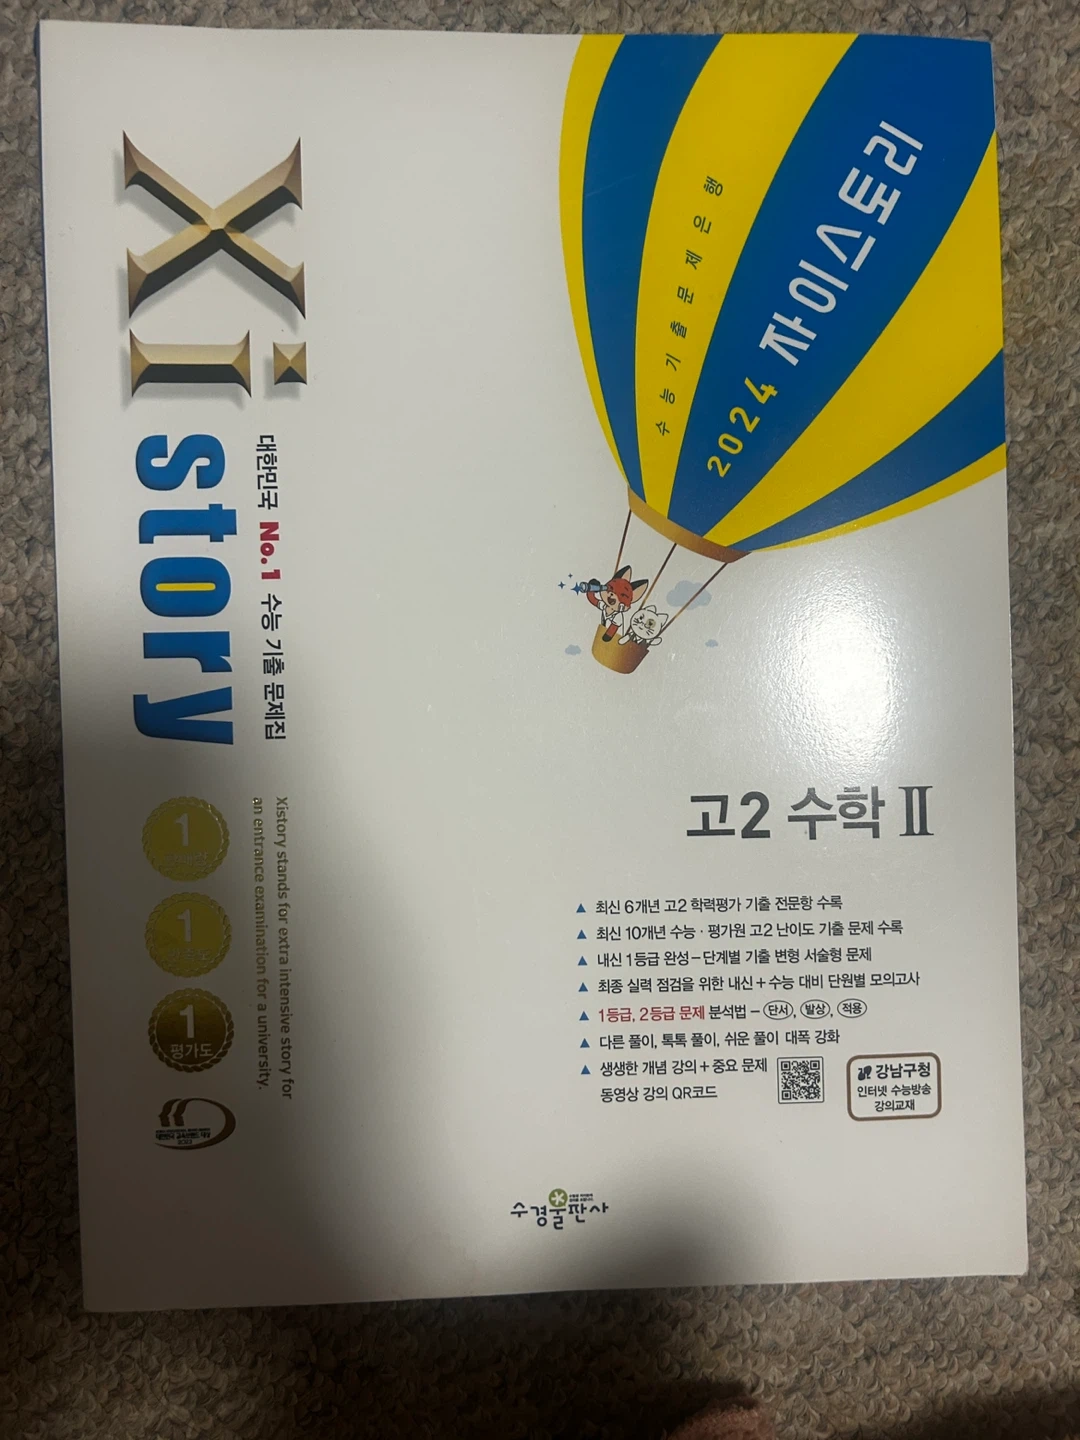 2024 자이스토리
수능기출문제은행
Xi story
대한민국 No.1 수능 기출 문제집
Xistory stands for extra intensive story for
an entrance examination for a university.
1
1
1
평가도
고2 수학 Ⅱ
▲ 최신 6개년 고2 학력평가 기출 전문항 수록
▲ 최신 10개년 수능·평가원 고2 난이도 기출 문제 수록
▲ 내신 1등급 완성-단계별 기출 변형 서술형 문제
▲ 최종 실력 점검을 위한 내신+수능 대비 단원별 모의고사
▲ 1등급, 2등급 문제 분석법-단서, 발상, 적용
▲ 다른 풀이, 톡톡 풀이, 쉬운 풀이 대폭 강화
▲ 생생한 개념 강의+중요 문제
동영상 강의 QR코드
강남구청
인터넷 수능방송
강의교재
수경출판사